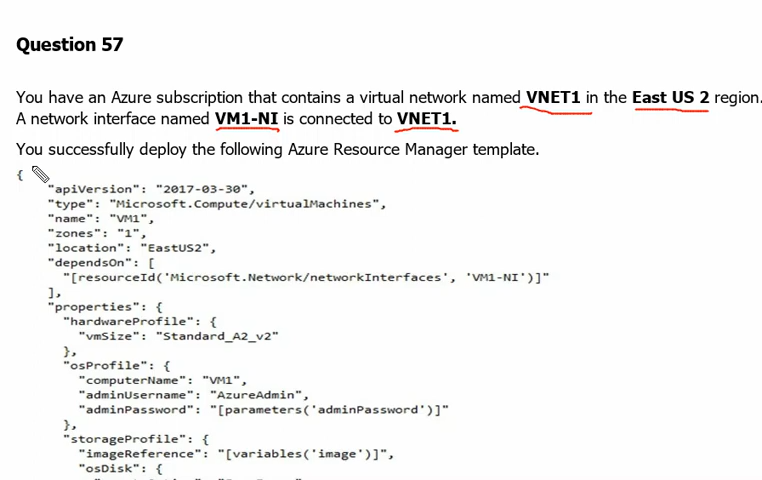 Question 57
You have an Azure subscription that contains a virtual network named VNET1 in the East US 2 region.
A network interface named VM1-NI is connected to VNET1.
You successfully deploy the following Azure Resource Manager template.
{
"apiVersion": "2017-03-30",
"type": "Microsoft.Compute/virtualMachines",
"name": "VM1",
"zones": "1",
"location": "EastUS2",
"dependsOn": [
"[resourceId('Microsoft.Network/networkInterfaces', 'VM1-NI')]"
],
"properties": {
"hardwareProfile": {
"vmSize": "Standard_A2_v2"
},
"osProfile": {
"computerName": "VM1",
"adminUsername": "AzureAdmin",
"adminPassword": "[parameters('adminPassword')]"
},
"storageProfile": {
"imageReference": "[variables('image')]",
"osDisk": {